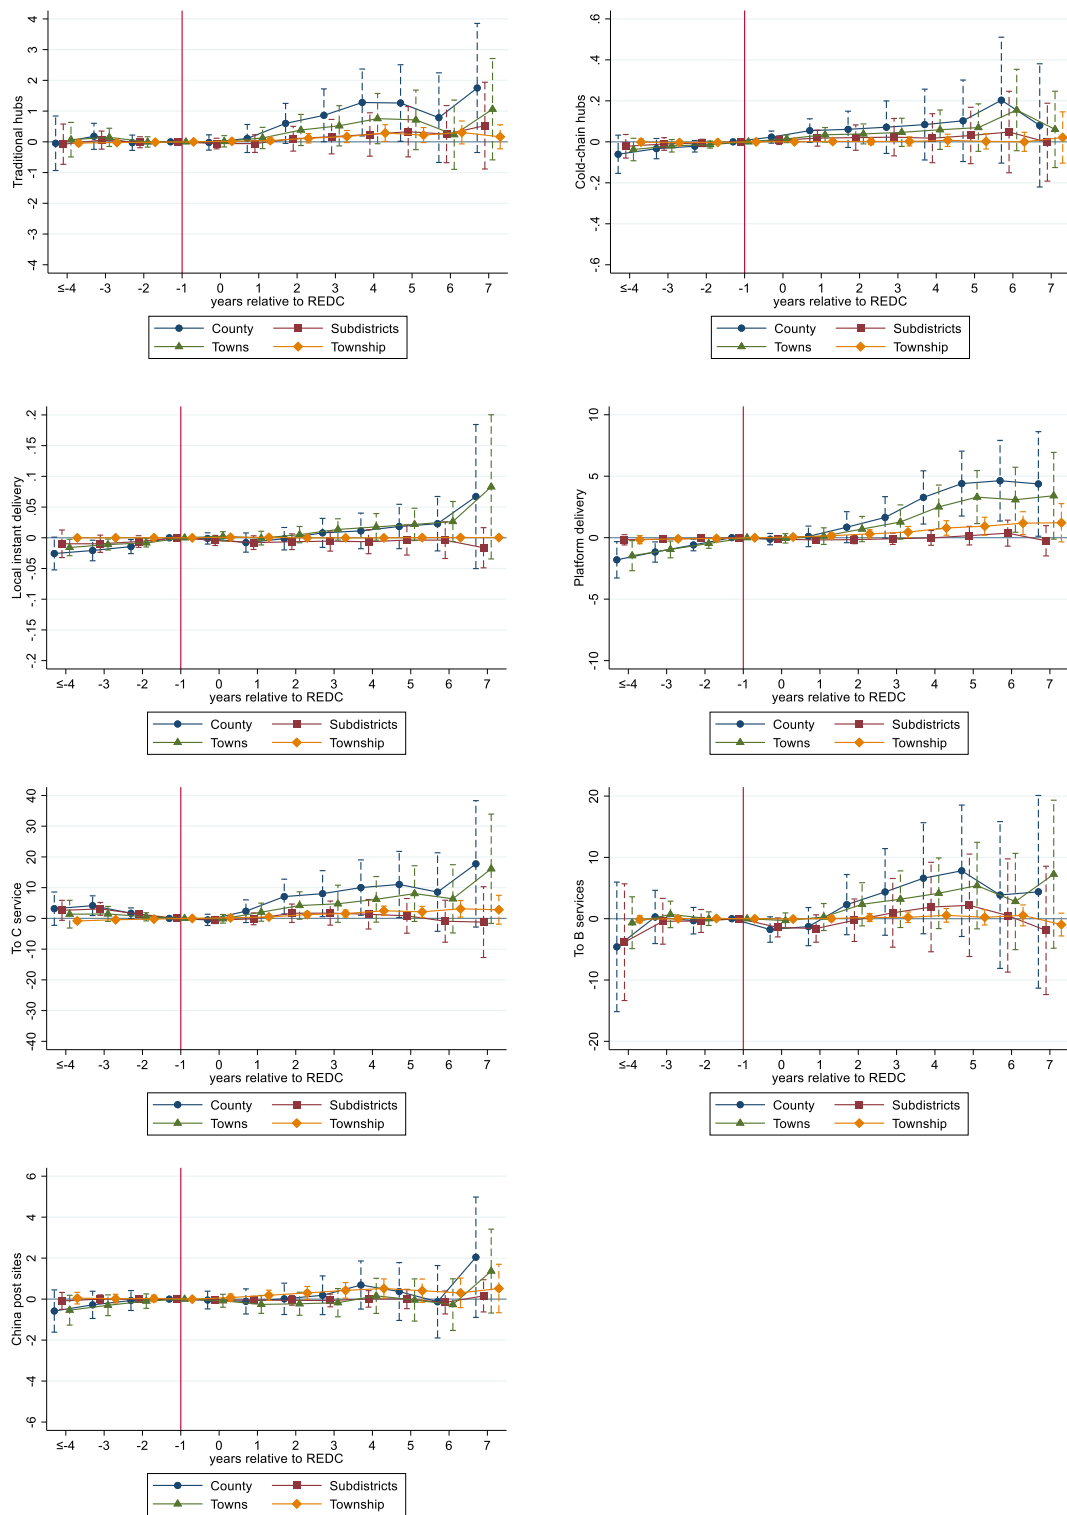 Traditional hubs
4
3
2
1
0
-1
-2
-3
-4
≤-4 -3 -2 -1 0 1 2 3 4 5 6 7
years relative to REDC
County Subdistricts
Towns Township
Cold-chain hubs
.6
.4
.2
0
-.2
-.4
-.6
≤-4 -3 -2 -1 0 1 2 3 4 5 6 7
years relative to REDC
County Subdistricts
Towns Township
Local instant delivery
.2
.15
.1
.05
0
-.05
-.1
-.15
-.2
≤-4 -3 -2 -1 0 1 2 3 4 5 6 7
years relative to REDC
County Subdistricts
Towns Township
Platform delivery
10
5
0
-5
-10
≤-4 -3 -2 -1 0 1 2 3 4 5 6 7
years relative to REDC
County Subdistricts
Towns Township
To C service
40
30
20
10
0
-10
-20
-30
-40
≤-4 -3 -2 -1 0 1 2 3 4 5 6 7
years relative to REDC
County Subdistricts
Towns Township
To B services
20
10
0
-10
-20
≤-4 -3 -2 -1 0 1 2 3 4 5 6 7
years relative to REDC
County Subdistricts
Towns Township
China post sites
6
4
2
0
-2
-4
-6
≤-4 -3 -2 -1 0 1 2 3 4 5 6 7
years relative to REDC
County Subdistricts
Towns Township